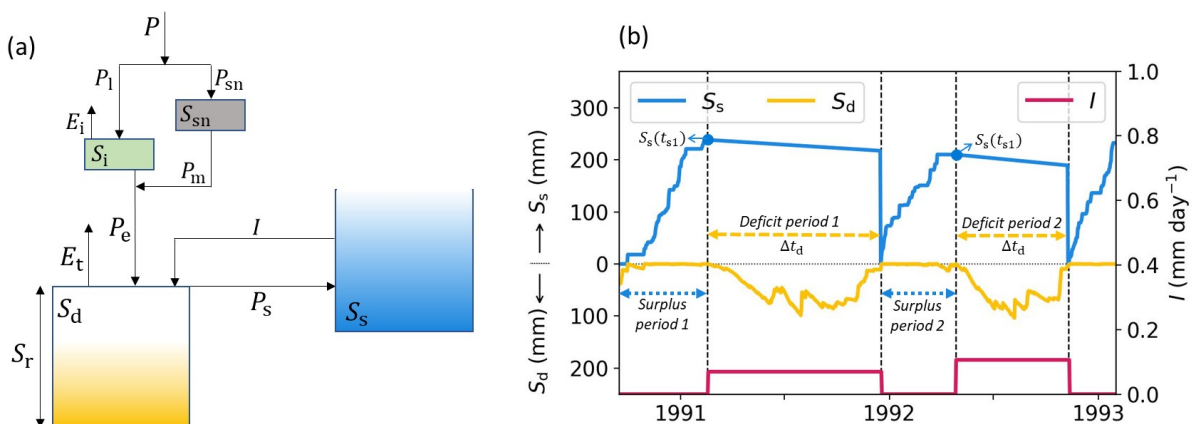 (a)
P
P_l
P_sn
E_i
S_sn
S_i
P_m
P_e
I
E_t
P_s
S_d
S_s
S_r
(b)
S_s
S_d
I
S_s(t_s1)
S_s(t_s1)
Deficit period 1
Δt_d
Deficit period 2
Δt_d
Surplus
period 1
Surplus
period 2
300
200
100
0
100
200
S_d (mm) ← → S_s (mm)
1.0
0.8
0.6
0.4
0.2
0.0
I (mm day⁻¹)
1991
1992
1993